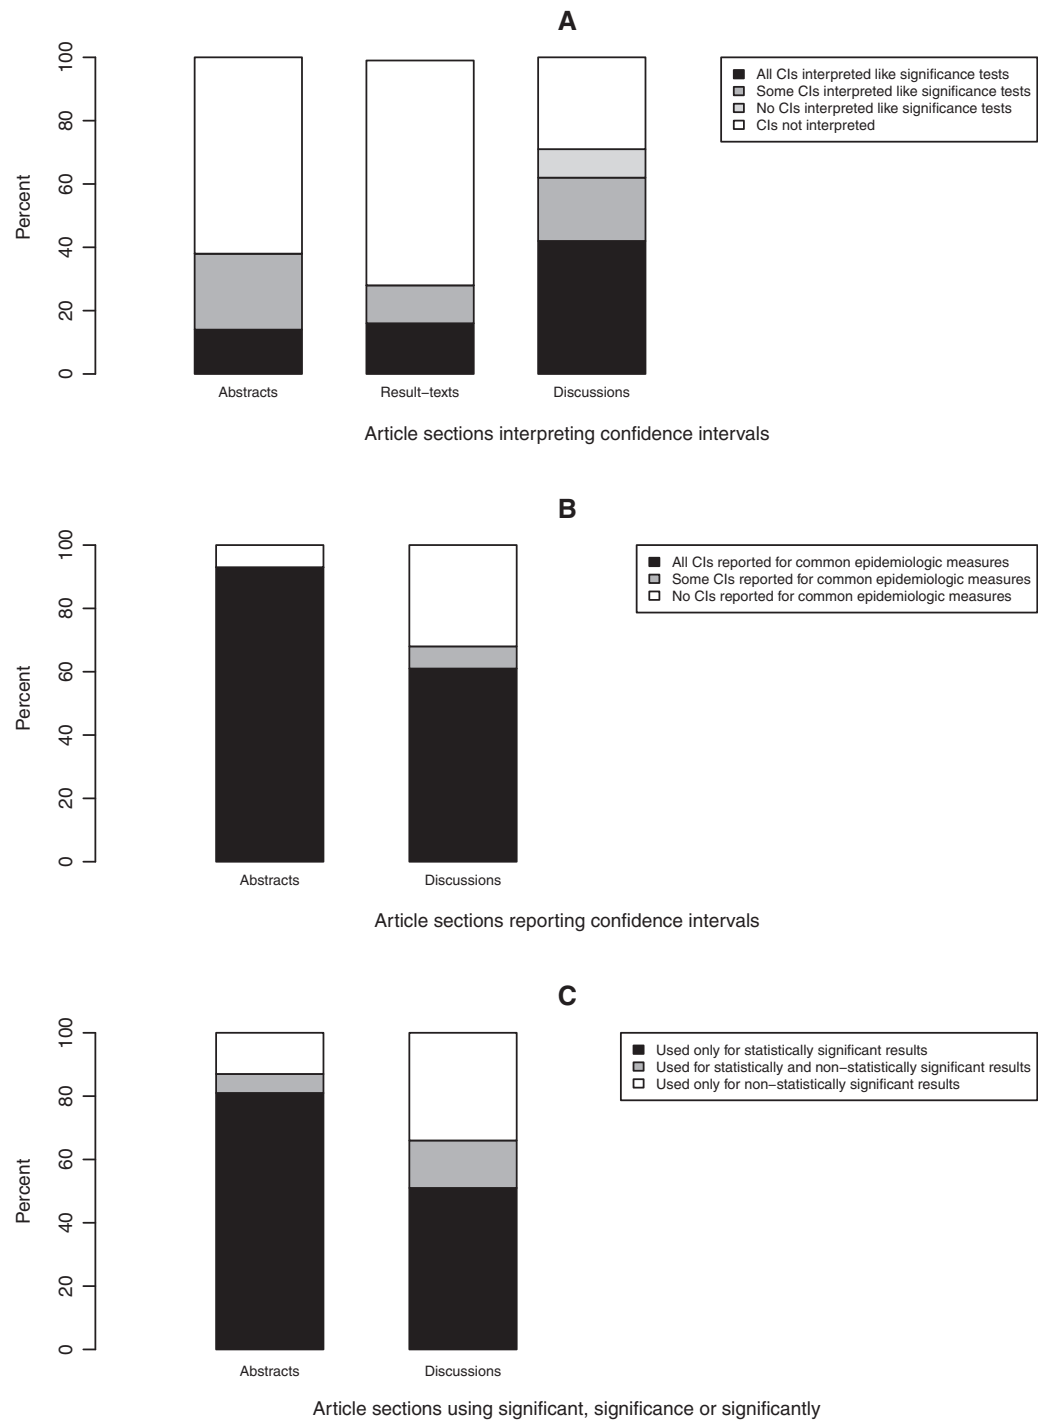 A
100
80
60
40
20
0
Percent
All CIs interpreted like significance tests
Some CIs interpreted like significance tests
No CIs interpreted like significance tests
CIs not interpreted
Abstracts
Result−texts
Discussions
Article sections interpreting confidence intervals
B
100
80
60
40
20
0
Percent
All CIs reported for common epidemiologic measures
Some CIs reported for common epidemiologic measures
No CIs reported for common epidemiologic measures
Abstracts
Discussions
Article sections reporting confidence intervals
C
100
80
60
40
20
0
Percent
Used only for statistically significant results
Used for statistically and non−statistically significant results
Used only for non−statistically significant results
Abstracts
Discussions
Article sections using significant, significance or significantly